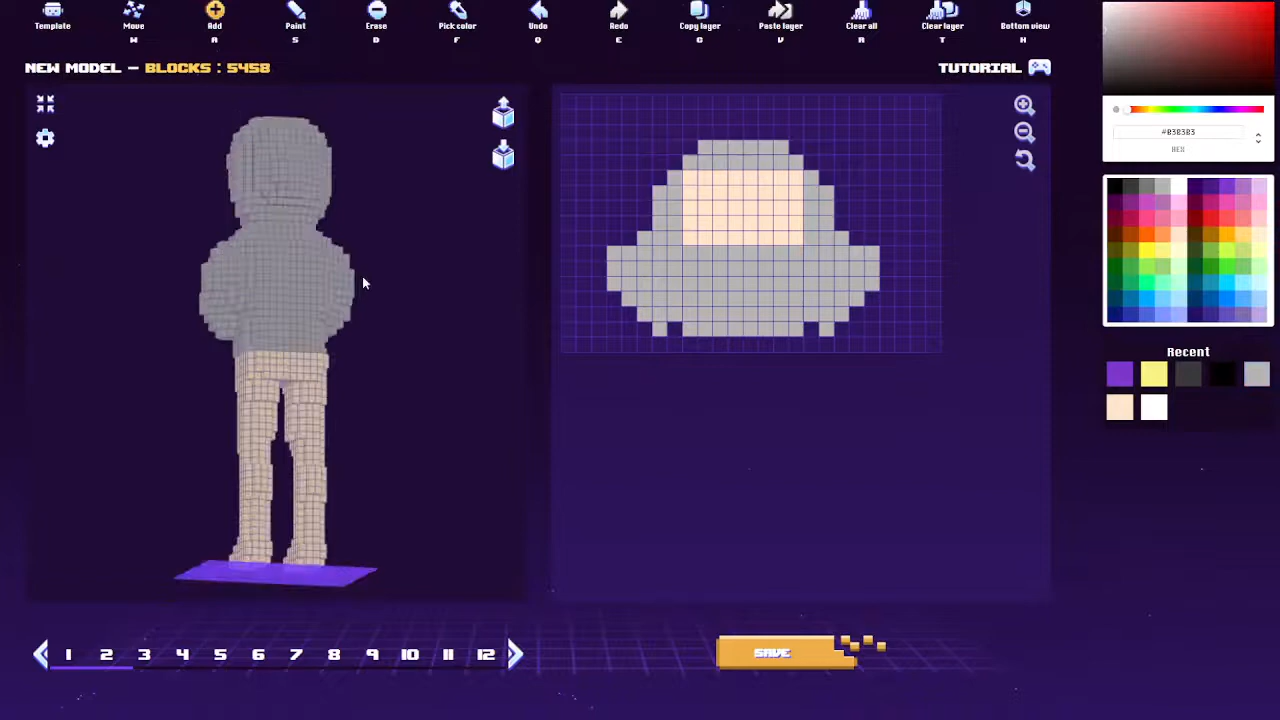 Template Move Add Paint Erase Pick color Undo Redo Copy layer Paste layer Clear all Clear layer Bottom view
M A S D F Q E G V R T H
NEW MODEL — BLOCKS : 5458
TUTORIAL
#B3B3B3
HEX
Recent
1 2 3 4 5 6 7 8 9 10 11 12
SAVE